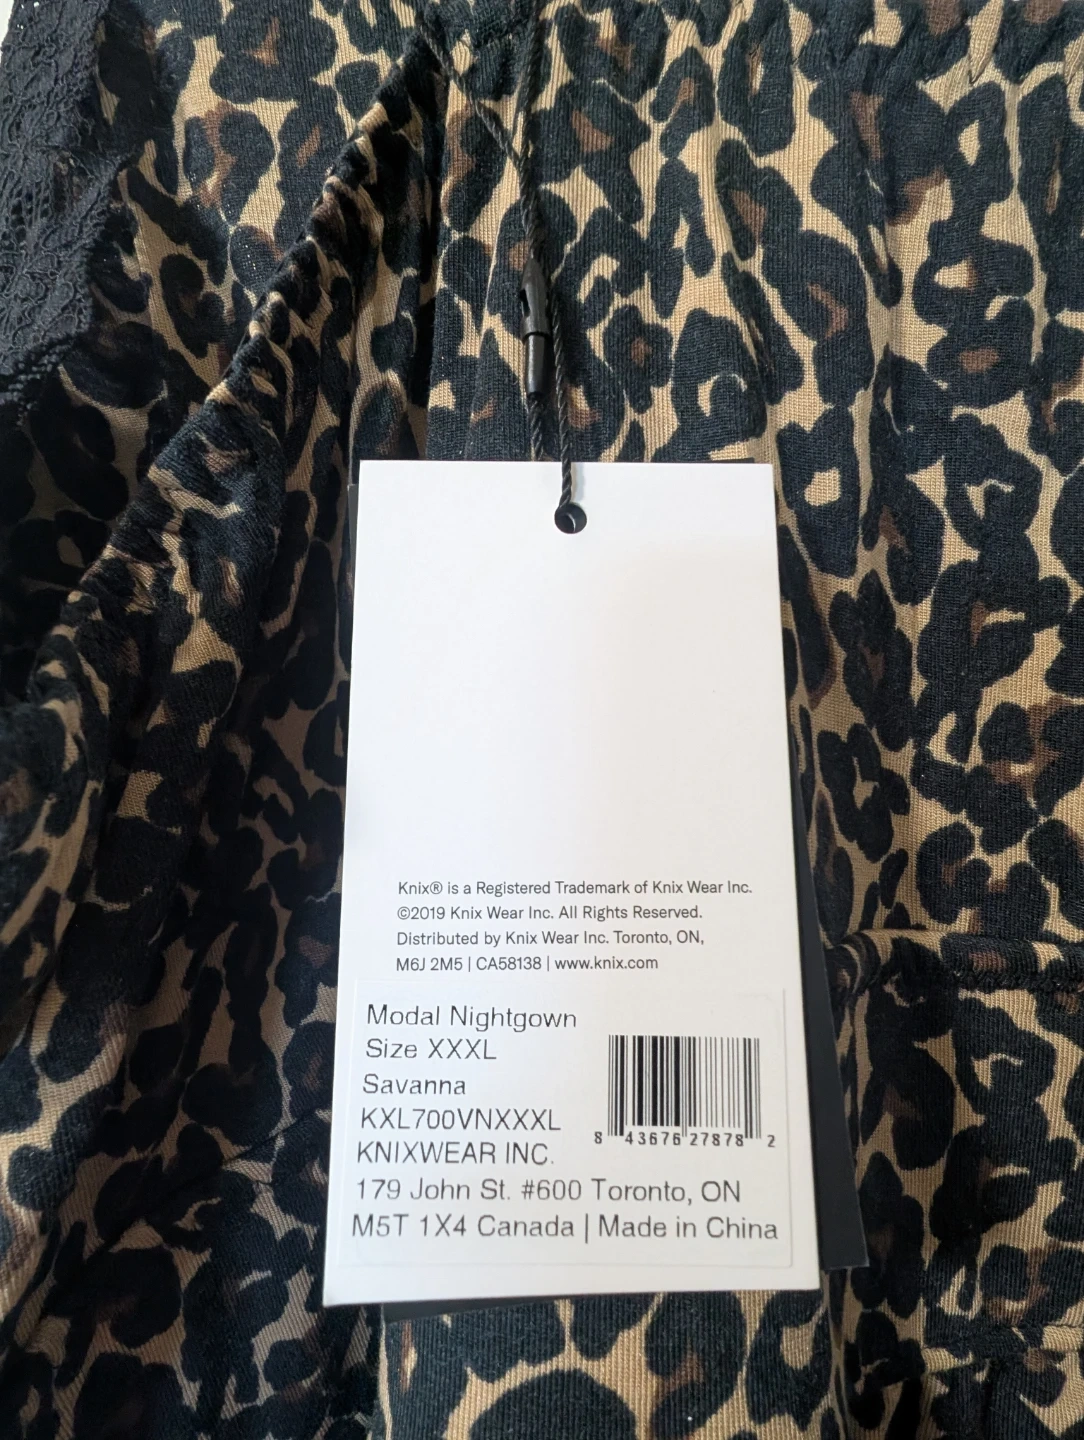 Knix® is a Registered Trademark of Knix Wear Inc.
©2019 Knix Wear Inc. All Rights Reserved.
Distributed by Knix Wear Inc. Toronto, ON,
M6J 2M5 | CA58138 | www.knix.com
Modal Nightgown
Size XXXL
Savanna
KXL700VNXXXL
8 43676 27878 2
KNIXWEAR INC.
179 John St. #600 Toronto, ON
M5T 1X4 Canada | Made in China